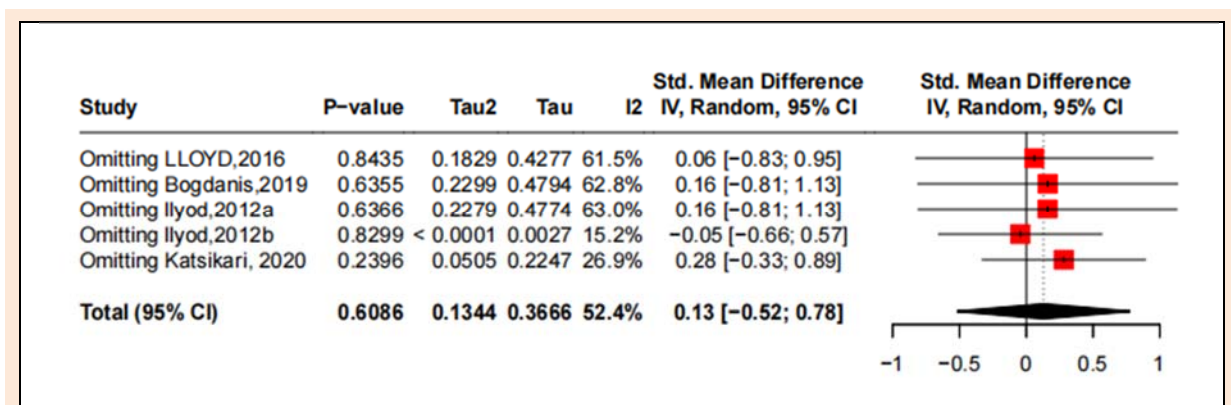 Std. Mean Difference Std. Mean Difference
Study P−value Tau2 Tau I2 IV, Random, 95% CI IV, Random, 95% CI
Omitting LLOYD,2016 0.8435 0.1829 0.4277 61.5% 0.06 [−0.83; 0.95]
Omitting Bogdanis,2019 0.6355 0.2299 0.4794 62.8% 0.16 [−0.81; 1.13]
Omitting llyod,2012a 0.6366 0.2279 0.4774 63.0% 0.16 [−0.81; 1.13]
Omitting llyod,2012b 0.8299 < 0.0001 0.0027 15.2% −0.05 [−0.66; 0.57]
Omitting Katsikari, 2020 0.2396 0.0505 0.2247 26.9% 0.28 [−0.33; 0.89]
Total (95% CI) 0.6086 0.1344 0.3666 52.4% 0.13 [−0.52; 0.78]
−1 −0.5 0 0.5 1